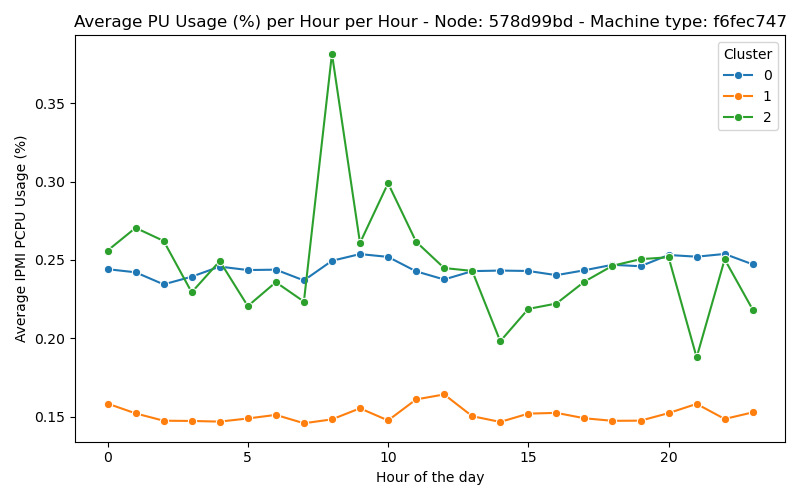 Average PU Usage (%) per Hour per Hour - Node: 578d99bd - Machine type: f6fec747
Cluster
0
1
2
0.35
0.30
0.25
0.20
0.15
Average IPMI PCPU Usage (%)
0 5 10 15 20
Hour of the day